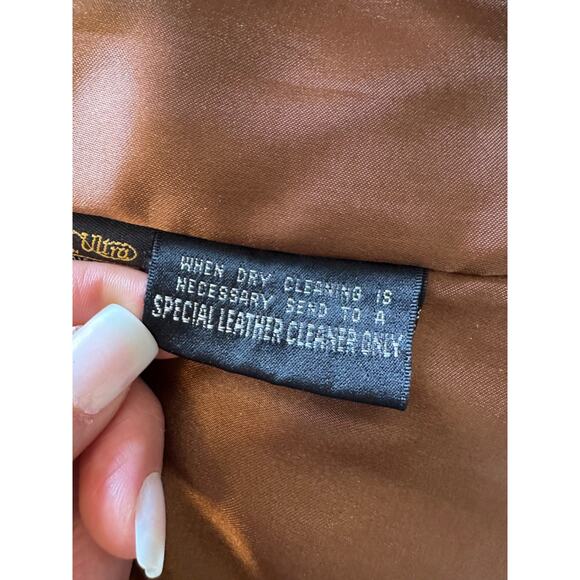 Ultra
WHEN DRY CLEANING IS
NECESSARY SEND TO A
SPECIAL LEATHER CLEANER ONLY